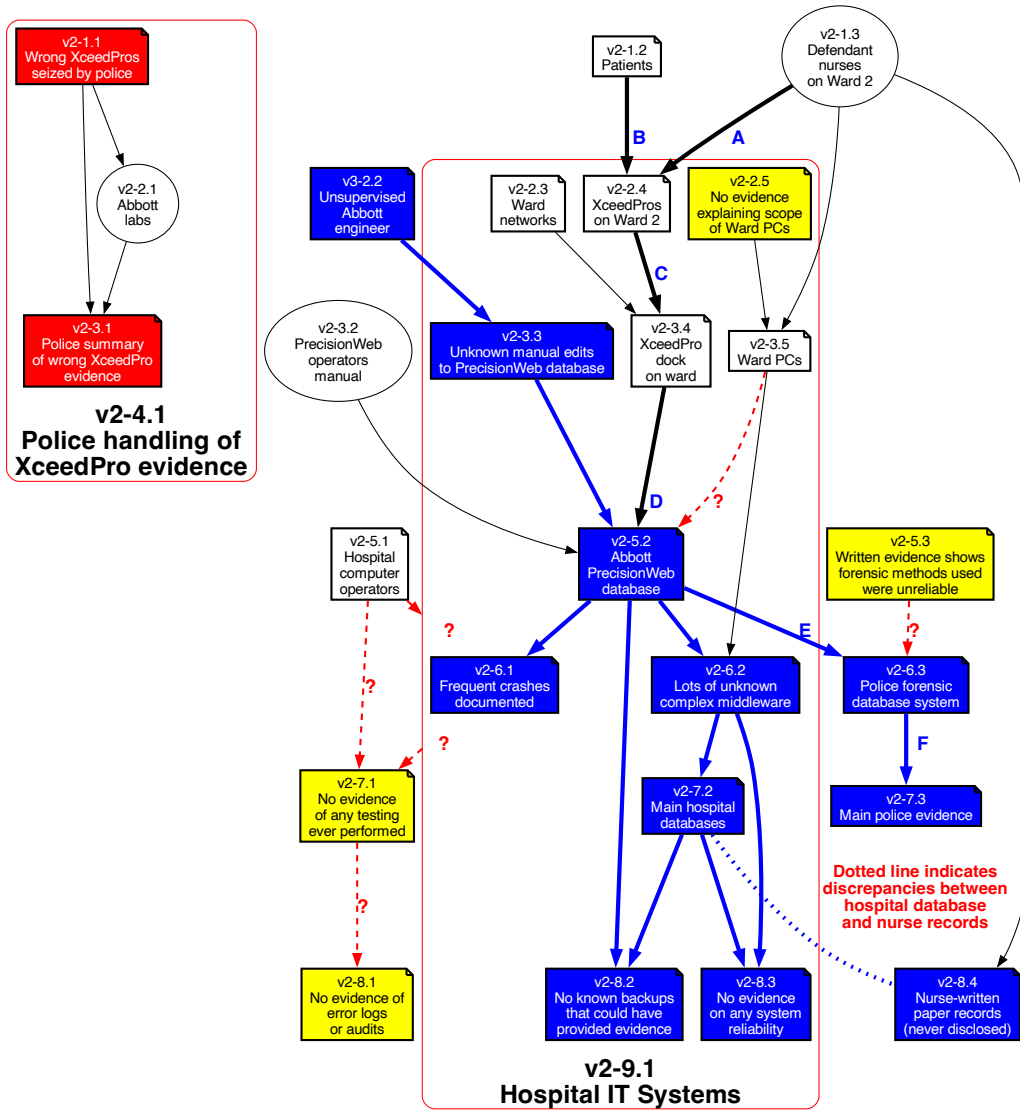 v2-1.1
Wrong XceedPros
seized by police
v2-2.1
Abbott
labs
v2-3.1
Police summary
of wrong XceedPro
evidence
v2-4.1
Police handling of
XceedPro evidence
v2-1.2
Patients
v2-1.3
Defendant
nurses
on Ward 2
B
A
v3-2.2
Unsupervised
Abbott
engineer
v2-2.3
Ward
networks
v2-2.4
XceedPros
on Ward 2
v2-2.5
No evidence
explaining scope
of Ward PCs
C
v2-3.2
PrecisionWeb
operators
manual
v2-3.3
Unknown manual edits
to PrecisionWeb database
v2-3.4
XceedPro
dock
on ward
v2-3.5
Ward PCs
D
?
v2-5.1
Hospital
computer
operators
v2-5.2
Abbott
PrecisionWeb
database
v2-5.3
Written evidence shows
forensic methods used
were unreliable
?
E
?
v2-6.1
Frequent crashes
documented
v2-6.2
Lots of unknown
complex middleware
v2-6.3
Police forensic
database system
?
?
F
v2-7.1
No evidence
of any testing
ever performed
v2-7.2
Main hospital
databases
v2-7.3
Main police evidence
Dotted line indicates
discrepancies between
hospital database
and nurse records
?
v2-8.1
No evidence of
error logs
or audits
v2-8.2
No known backups
that could have
provided evidence
v2-8.3
No evidence
on any system
reliability
v2-8.4
Nurse-written
paper records
(never disclosed)
v2-9.1
Hospital IT Systems